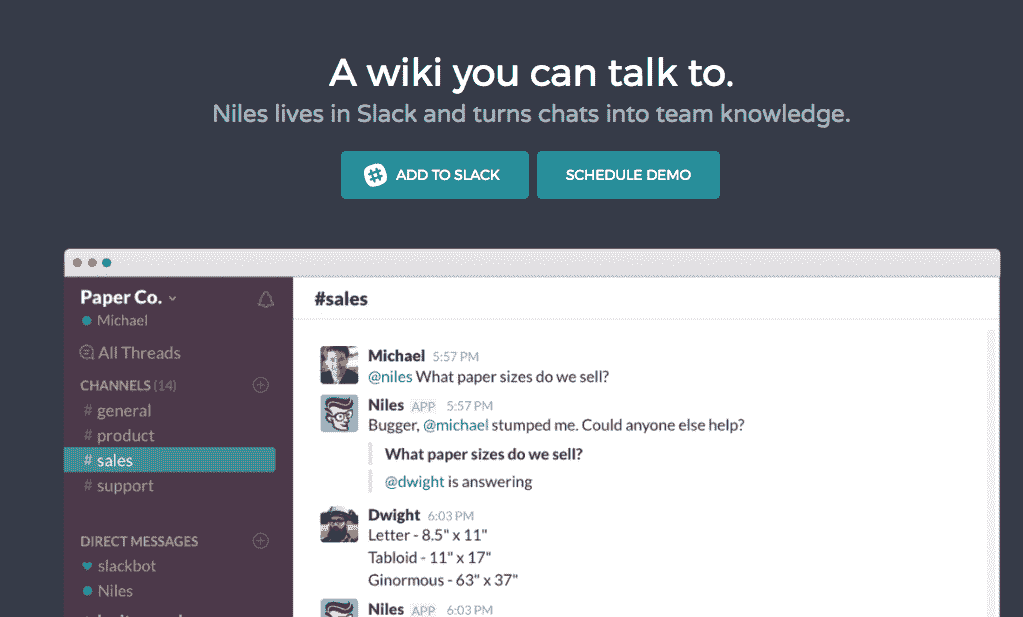 A wiki you can talk to.
Niles lives in Slack and turns chats into team knowledge.
ADD TO SLACK
SCHEDULE DEMO
Paper Co.
Michael
All Threads
CHANNELS (14)
# general
# product
# sales
# support
DIRECT MESSAGES
slackbot
Niles
#sales
Michael 5:57 PM
@niles What paper sizes do we sell?
Niles APP 5:57 PM
Bugger, @michael stumped me. Could anyone else help?
What paper sizes do we sell?
@dwight is answering
Dwight 6:03 PM
Letter - 8.5" x 11"
Tabloid - 11" x 17"
Ginormous - 63" x 37"
Niles APP 6:03 PM